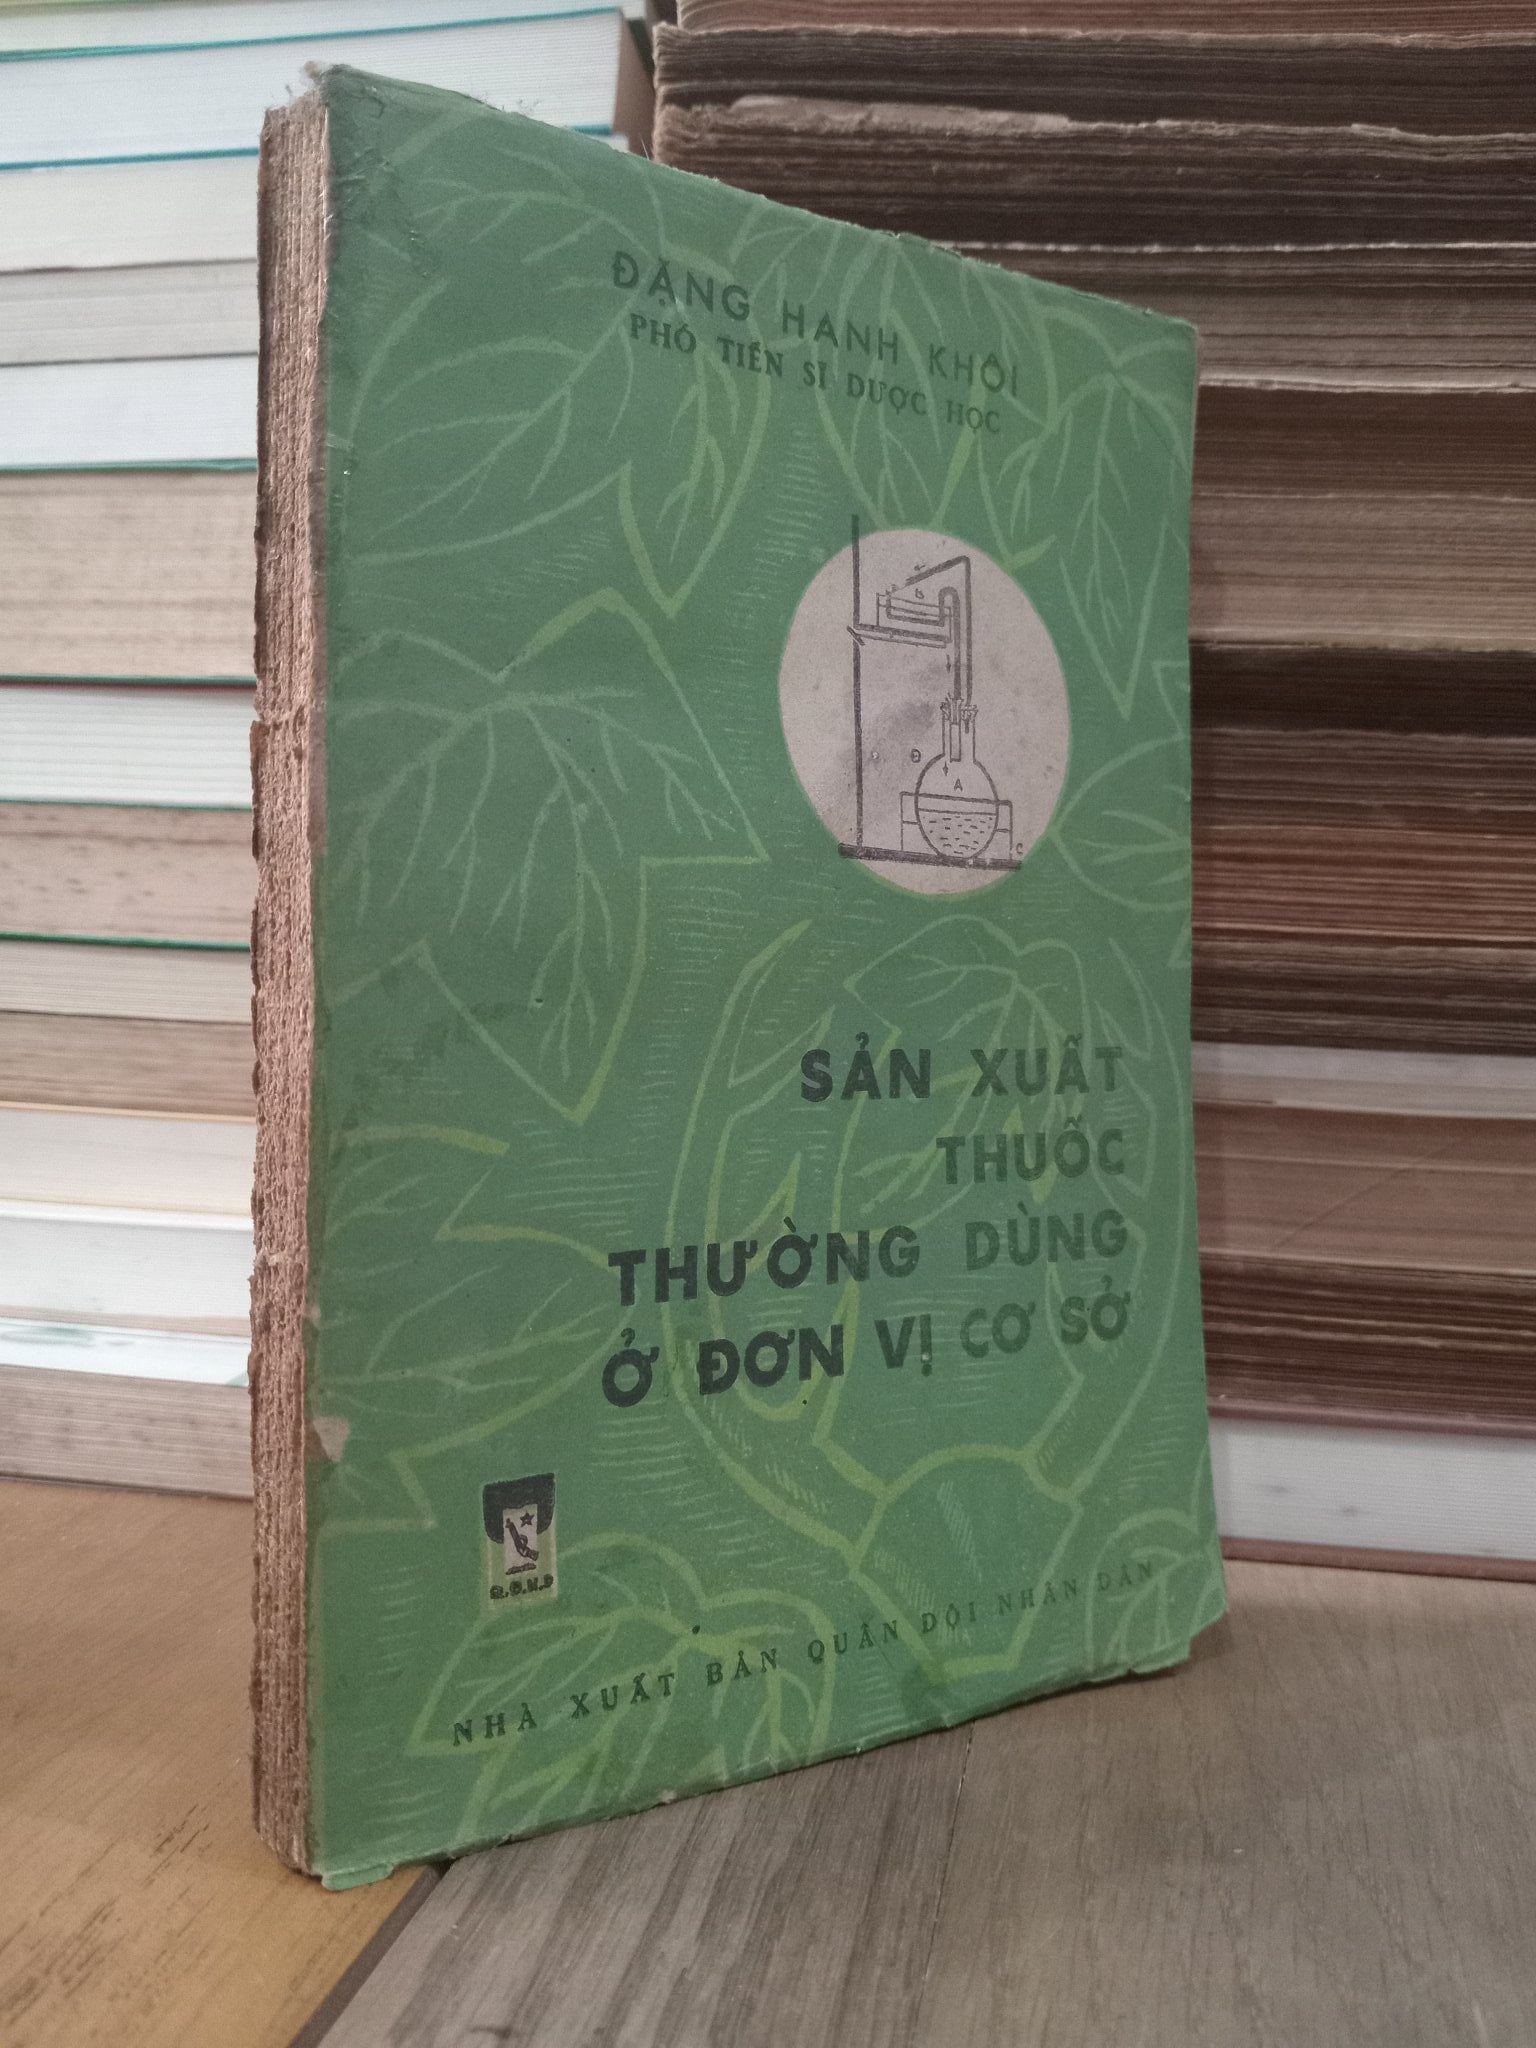 ĐẶNG HANH KHÔI
PHÓ TIẾN SĨ DƯỢC HỌC
A
B
C
SẢN XUẤT
THUỐC
THƯỜNG DÙNG
Ở ĐƠN VỊ CƠ SỞ
Q.Đ.N.D
NHÀ XUẤT BẢN QUÂN ĐỘI NHÂN DÂN